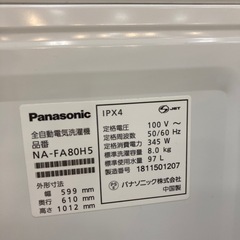 Panasonic
全自動電気洗濯機
品番
NA-FA80H5
外形寸法
幅 599 mm
奥行 610 mm
高さ 1012 mm
IPX4
JET
定格電圧 100 V~
定格周波数 50/60 Hz
定格消費電力 345 W
標準洗濯容量 8.0 kg
標準使用水量 97 L
製造番号 1811501207
パナソニック株式会社
中国製